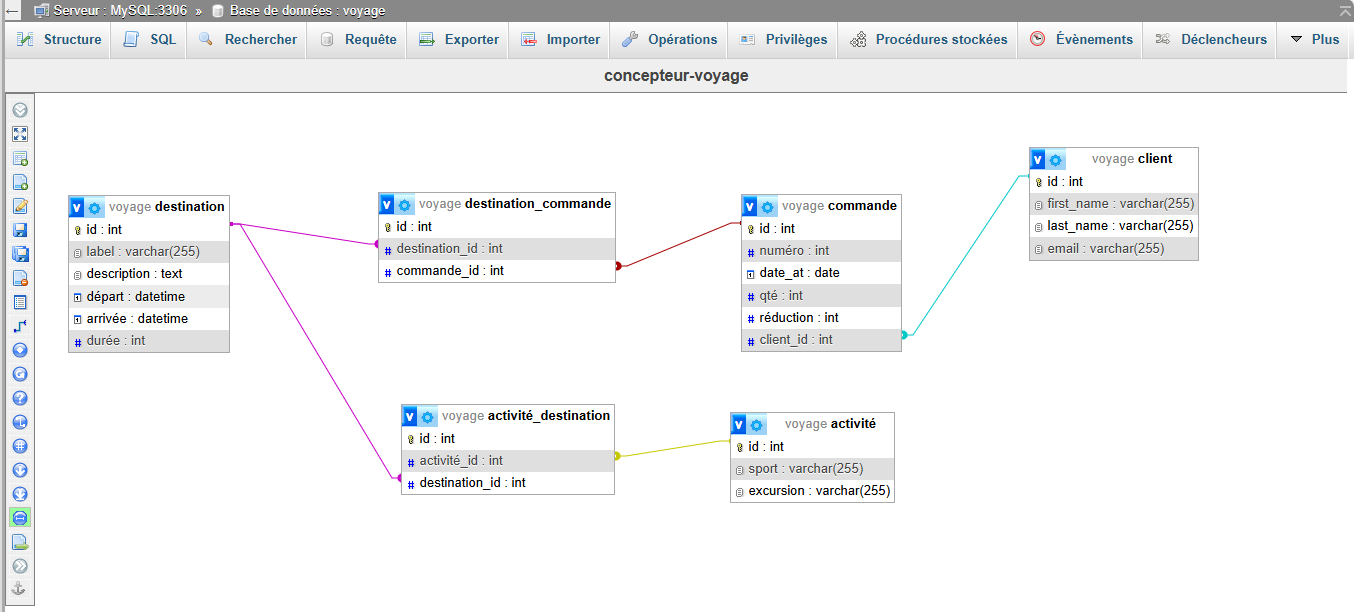 Serveur : MySQL:3306 » Base de données : voyage
Structure SQL Rechercher Requête Exporter Importer Opérations Privilèges Procédures stockées Évènements Déclencheurs Plus
concepteur-voyage
voyage destination
id : int
label : varchar(255)
description : text
départ : datetime
arrivée : datetime
durée : int
voyage destination_commande
id : int
destination_id : int
commande_id : int
voyage commande
id : int
numéro : int
date_at : date
qté : int
réduction : int
client_id : int
voyage client
id : int
first_name : varchar(255)
last_name : varchar(255)
email : varchar(255)
voyage activité_destination
id : int
activité_id : int
destination_id : int
voyage activité
id : int
sport : varchar(255)
excursion : varchar(255)